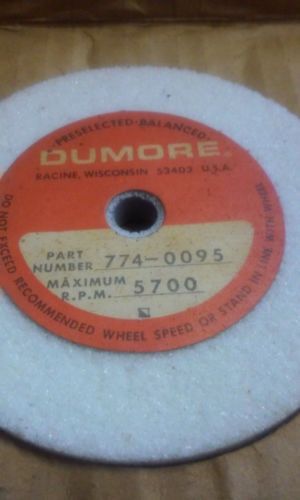 PRESELECTED-BALANCED
DUMORE
RACINE, WISCONSIN 53403 U.S.A.
PART NUMBER 774-0095
MAXIMUM R.P.M. 5700
DO NOT EXCEED RECOMMENDED WHEEL SPEED OR STAND IN LINE WITH WHEEL